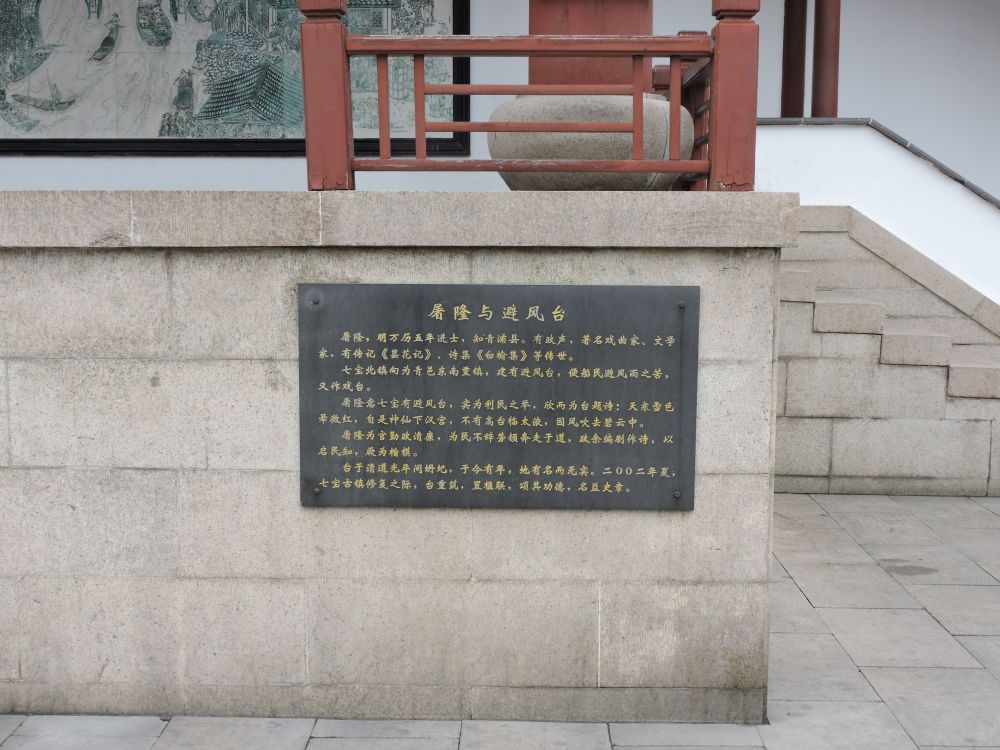 屠隆与避风台
屠隆，明万历五年进士，知青浦县。有政声，著名戏曲家、文学
家，有传记《昙花记》、诗集《白榆集》等传世。
七宝北镇向为青邑东南重镇，建有避风台，使船民避风雨之苦，
又作戏台。
屠隆意七宝有避风台，实为利民之举，欣而为台题诗：天末雷色
晕微红，自是神仙下汉宫，不有高台临太液，因风吹去碧云中。
屠隆为官勤政清廉，为民不辞劳顿奔走于道，政余编剧作诗，以
启民知，殿为楷模。
台于清道光年间坍圮，于今有年，地有名而无实。二〇〇二年夏，
七宝古镇修复之际，台重筑，置楹联，颂其功德，名益史章。